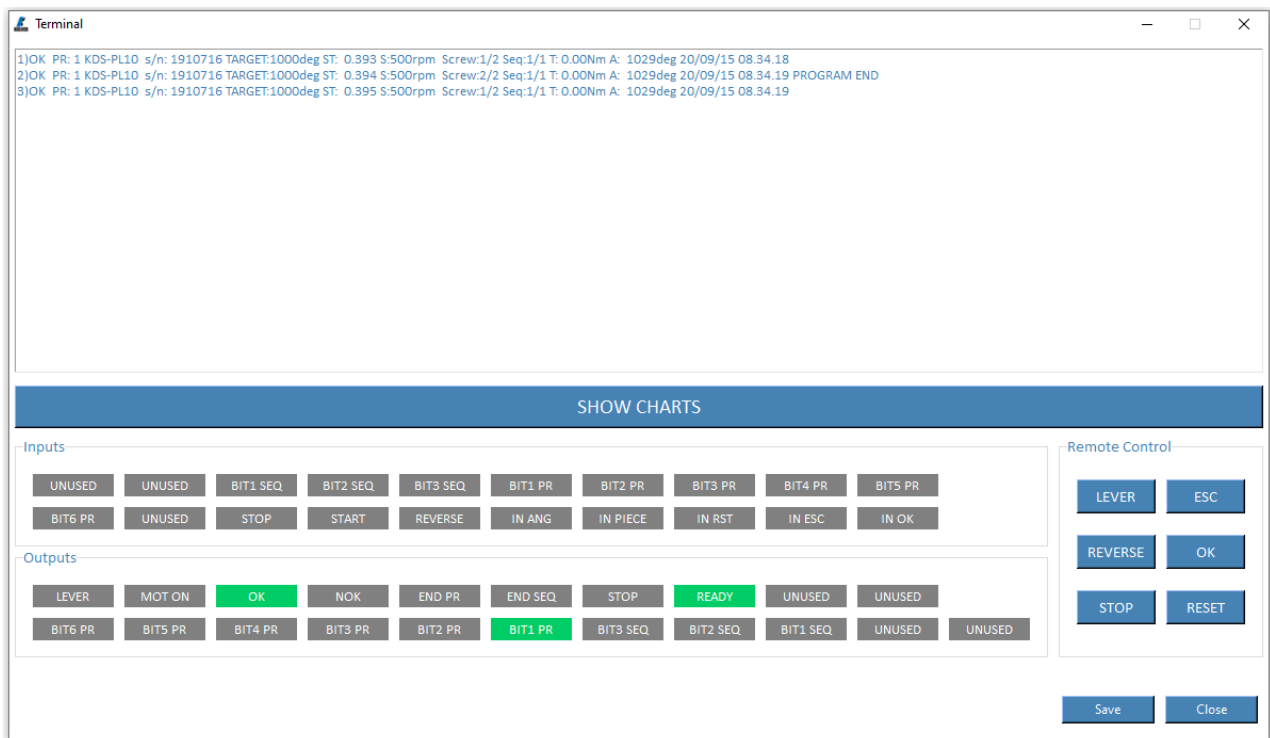 Terminal
1)OK PR: 1 KDS-PL10 s/n: 1910716 TARGET:1000deg ST: 0.393 S:500rpm Screw:1/2 Seq:1/1 T: 0.00Nm A: 1029deg 20/09/15 08.34.18
2)OK PR: 1 KDS-PL10 s/n: 1910716 TARGET:1000deg ST: 0.394 S:500rpm Screw:2/2 Seq:1/1 T: 0.00Nm A: 1029deg 20/09/15 08.34.19 PROGRAM END
3)OK PR: 1 KDS-PL10 s/n: 1910716 TARGET:1000deg ST: 0.395 S:500rpm Screw:1/2 Seq:1/1 T: 0.00Nm A: 1029deg 20/09/15 08.34.19
SHOW CHARTS
Inputs
UNUSED UNUSED BIT1 SEQ BIT2 SEQ BIT3 SEQ BIT1 PR BIT2 PR BIT3 PR BIT4 PR BIT5 PR
BIT6 PR UNUSED STOP START REVERSE IN ANG IN PIECE IN RST IN ESC IN OK
Outputs
LEVER MOT ON OK NOK END PR END SEQ STOP READY UNUSED UNUSED
BIT6 PR BIT5 PR BIT4 PR BIT3 PR BIT2 PR BIT1 PR BIT3 SEQ BIT2 SEQ BIT1 SEQ UNUSED UNUSED
Remote Control
LEVER ESC
REVERSE OK
STOP RESET
Save Close